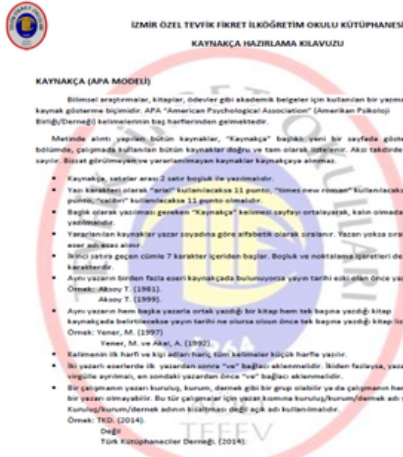 İZMİR ÖZEL TEVFİK FİKRET İLKÖĞRETİM OKULU KÜTÜPHANESİ
KAYNAKÇA HAZIRLAMA KILAVUZU
KAYNAKÇA (APA MODELİ)
Bilimsel araştırmalar, kitaplar, ödevler gibi akademik belgeler için kullanılan bir yazma
kaynak gösterme biçimidir. APA "American Psychological Association" (Amerikan Psikoloji
Birliği/Derneği) kelimelerinin baş harflerinden gelmektedir.
Metinde alıntı yapılan bütün kaynaklar, "Kaynakça" başlıklı yeni bir sayfada göste
bölümde, çalışmada kullanılan bütün kaynaklar doğru ve tam olarak listelenir. Aksi takdirde
sayılır. Bizzat görülmeyen ve yararlanılmayan kaynaklar kaynakçaya alınmaz.
• Kaynakça, satırlar arası 2 satır boşluk ile yazılmalıdır.
• Yazı karakteri olarak "arial" kullanılacaksa 11 punto, "times new roman" kullanılacaks
punto, "calibri" kullanılacaksa 11 punto olmalıdır.
• Başlık olarak yazılması gereken "Kaynakça" kelimesi sayfayı ortalayarak, kalın olmada
yazılmalıdır.
• Yararlanılan kaynaklar yazar soyadına göre alfabetik olarak sıralanır. Yazarı yoksa sıra
eser adı esas alınır.
• İkinci satıra geçen cümle 7 karakter içeriden başlar. Boşluk ve noktalama işaretleri de
karakterdir.
• Aynı yazarın birden fazla eseri kaynakçada bulunuyorsa yayın tarihi eski olan önce yaz
Örnek: Aksoy T. (1981).
Aksoy T. (1999).
• Aynı yazarın hem başka yazarla ortak yazdığı bir kitap hem tek başına yazdığı kitap
kaynakçada belirtilecekse yayın tarihi ne olursa olsun önce tek başına yazdığı kitap lis
Örnek: Yener, M. (1997)
Yener, M. ve Akal, A. (1992).
• Kelimenin ilk harfi ve kişi adları hariç tüm kelimeler küçük harfle yazılır.
• İki yazarlı eserlerde ilk yazardan sonra "ve" bağlacı eklenmelidir. İkiden fazlaysa, yaza
virgülle ayrılmalı, en sondaki yazardan önce "ve" bağlacı eklenmelidir.
• Bir çalışmanın yazarı kuruluş, kurum, dernek gibi bir grup olabilir ya da çalışmanın her
bir yazarı olmayabilir. Bu tür çalışmalar için yazar kısmına kuruluş/kurum/dernek adı
Kuruluş/kurum/dernek adının kısaltması değil açık adı kullanılmalıdır.
Örnek: TKD. (2014).
Değil
Türk Kütüphaneciler Derneği. (2014).
1964
TEFEV